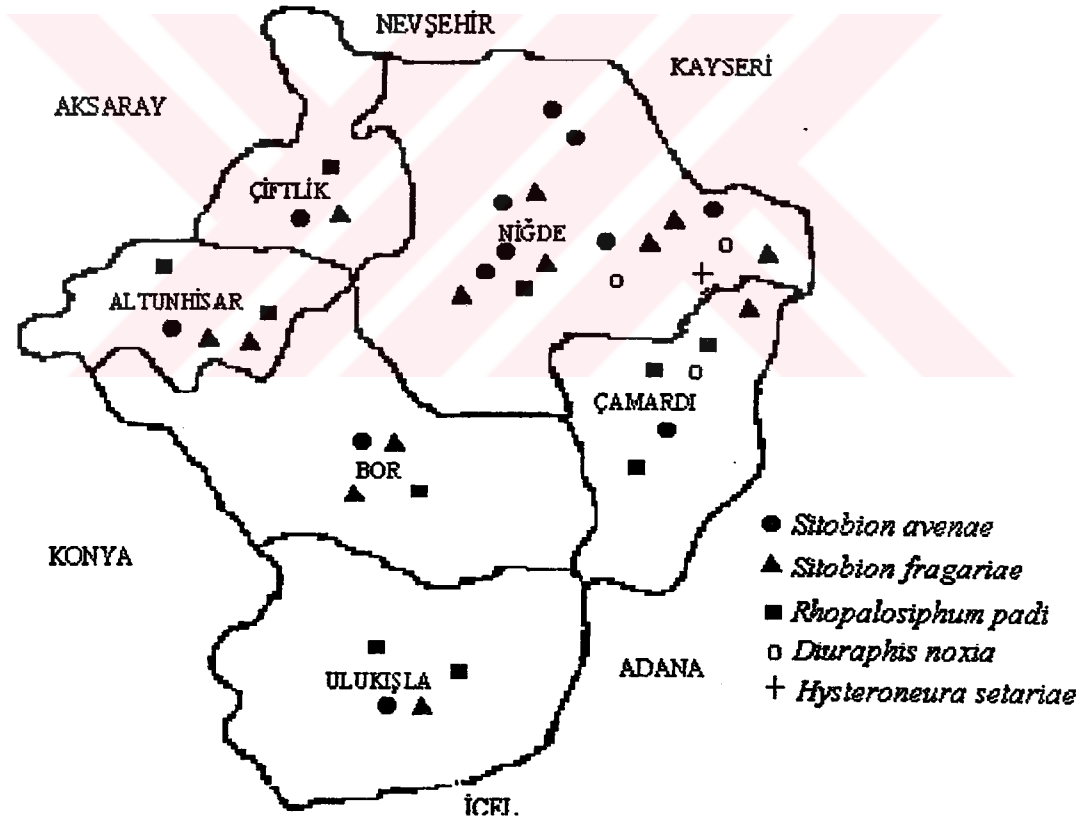 NEVŞEHİR
KAYSERİ
AKSARAY
ÇİFTLİK
NİĞDE
ALTUNHİSAR
ÇAMARDI
BOR
KONYA
Sitobion avenae
Sitobion fragariae
Rhopalosiphum padi
Diuraphis noxia
Hysteroneura setariae
ADANA
ULUKIŞLA
İÇEL